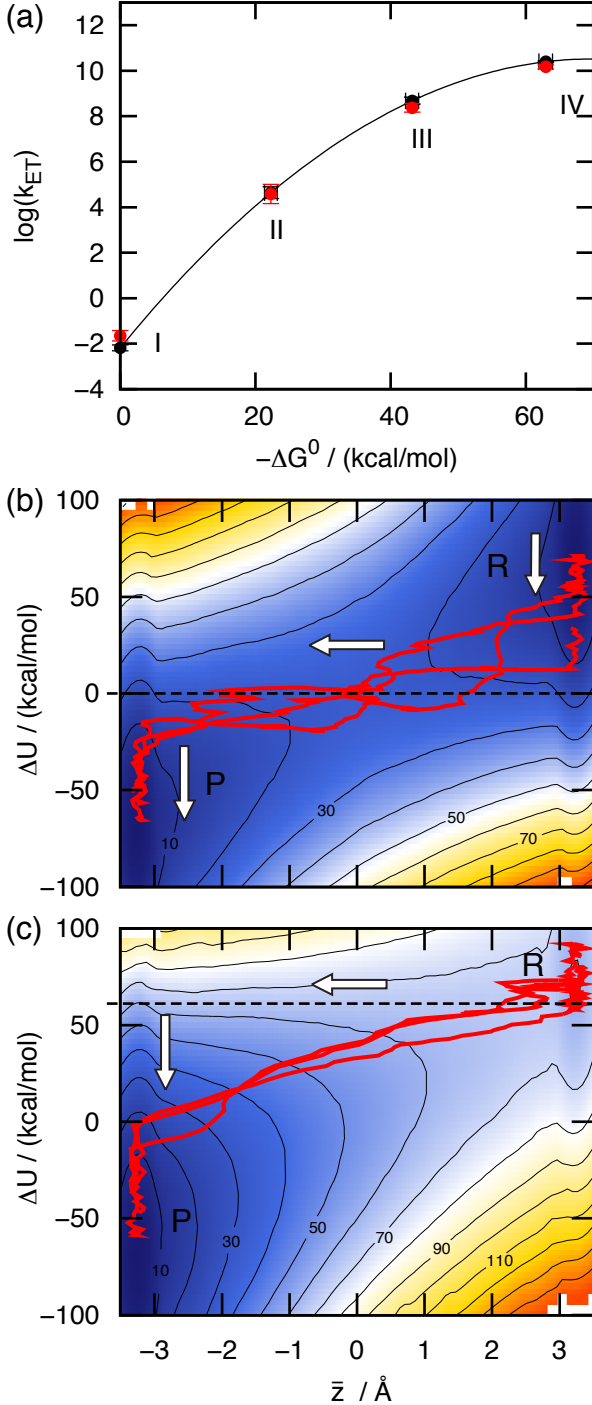 (a)
12
10
8
6
4
2
0
−2
−4
log(k_ET)
I
II
III
IV
0 20 40 60
−ΔG⁰ / (kcal/mol)
(b)
100
50
0
−50
−100
ΔU / (kcal/mol)
R
P
10
30
50
70
(c)
100
50
0
−50
−100
ΔU / (kcal/mol)
R
P
10
30
50
70
90
110
−3 −2 −1 0 1 2 3
z̄ / Å